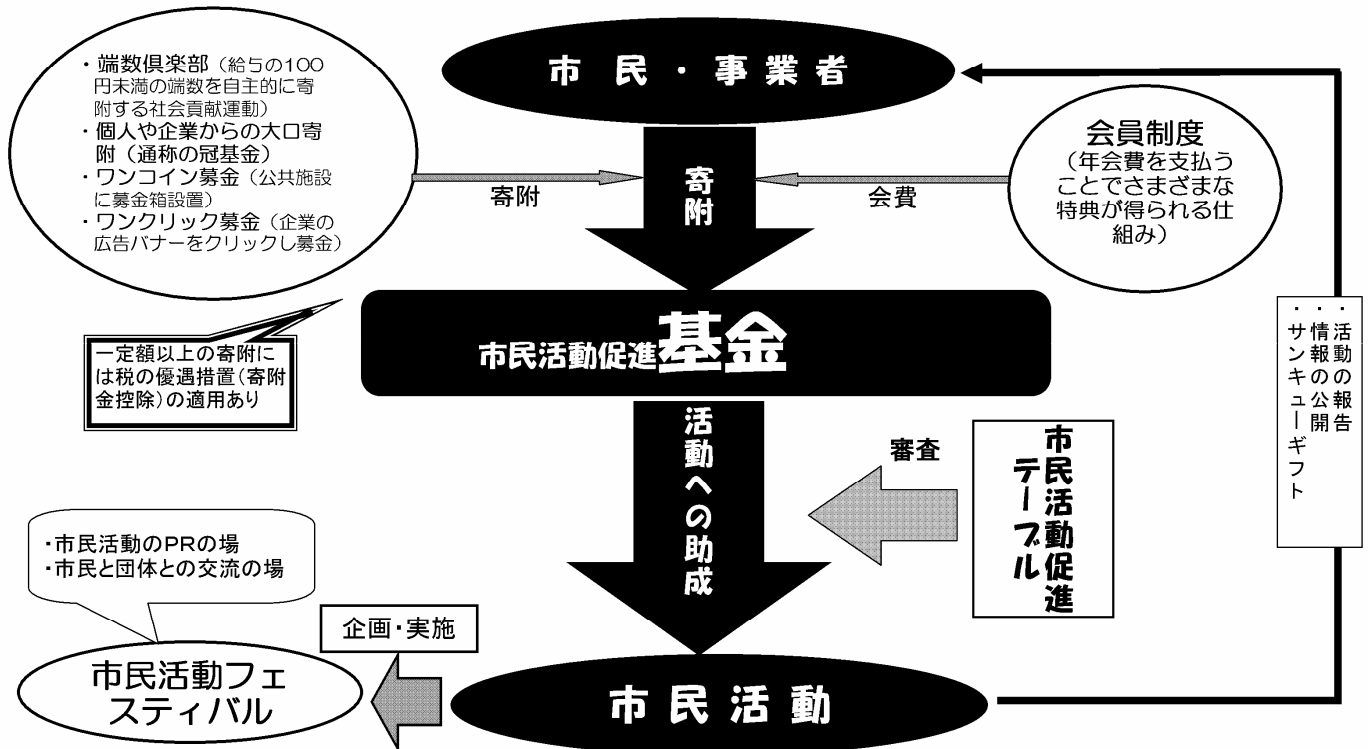 市民・事業者
・端数倶楽部（給与の100
円未満の端数を自主的に寄
附する社会貢献運動）
・個人や企業からの大口寄
附（通称の冠基金）
・ワンコイン募金（公共施設
に募金箱設置）
・ワンクリック募金（企業の
広告バナーをクリックし募金）
寄附
寄附
会費
会員制度
（年会費を支払う
ことでさまざまな
特典が得られる仕
組み）
一定額以上の寄附に
は税の優遇措置（寄附
金控除）の適用あり
市民活動促進基金
・活動の報告
・情報の公開
・サンキューギフト
活動への助成
審査
市民活動促進
テーブル
・市民活動のPRの場
・市民と団体との交流の場
企画・実施
市民活動フェ
スティバル
市民活動